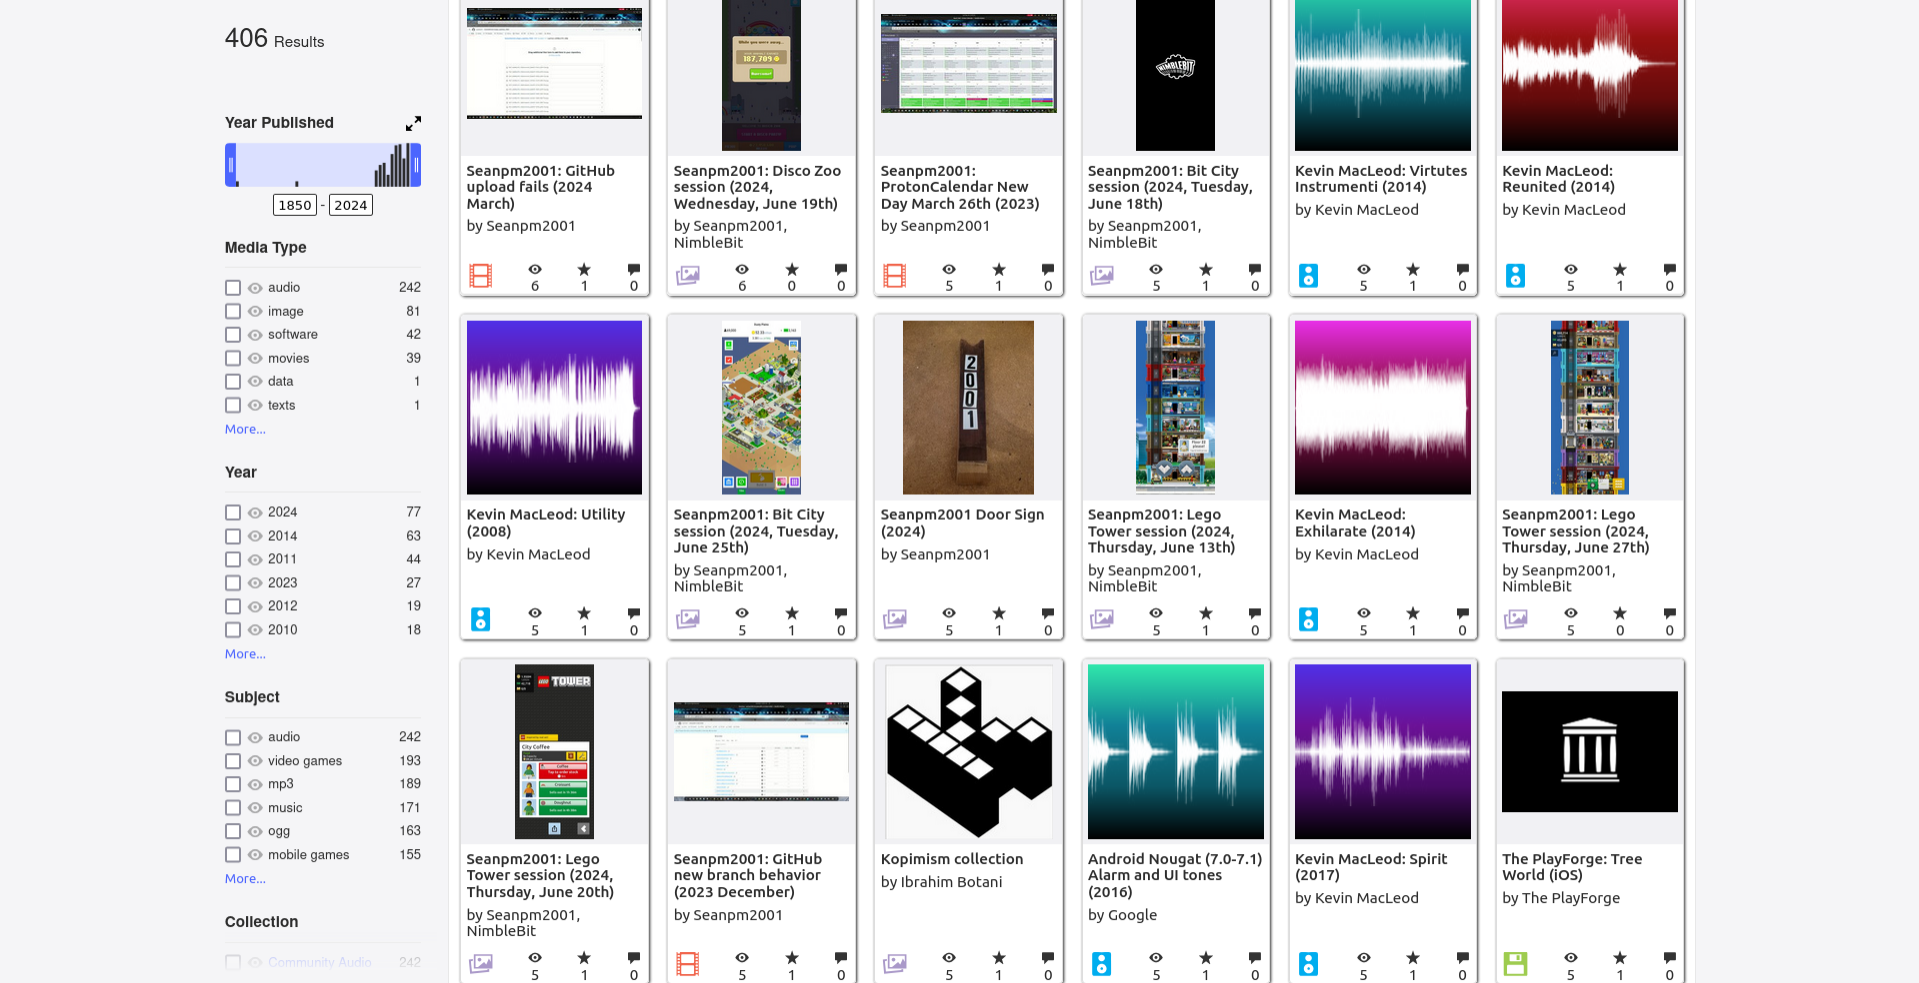 406 Results
Year Published
1850 - 2024
Media Type
audio 242
image 81
software 42
movies 39
data 1
texts 1
More...
Year
2024 77
2014 63
2011 44
2023 27
2012 19
2010 18
More...
Subject
audio 242
video games 193
mp3 189
music 171
ogg 163
mobile games 155
More...
Collection
Community Audio 242
Seanpm2001: GitHub
upload fails (2024
March)
by Seanpm2001
6 1 0
While you were away...
187,709
Seanpm2001: Disco Zoo
session (2024,
Wednesday, June 19th)
by Seanpm2001,
NimbleBit
6 0 0
Seanpm2001:
ProtonCalendar New
Day March 26th (2023)
by Seanpm2001
5 1 0
NIMBLEBIT
Seanpm2001: Bit City
session (2024, Tuesday,
June 18th)
by Seanpm2001,
NimbleBit
5 1 0
Kevin MacLeod: Virtutes
Instrumenti (2014)
by Kevin MacLeod
5 1 0
Kevin MacLeod:
Reunited (2014)
by Kevin MacLeod
5 1 0
Kevin MacLeod: Utility
(2008)
by Kevin MacLeod
5 1 0
Seanpm2001: Bit City
session (2024, Tuesday,
June 25th)
by Seanpm2001,
NimbleBit
5 1 0
2001
Seanpm2001 Door Sign
(2024)
by Seanpm2001
5 1 0
Seanpm2001: Lego
Tower session (2024,
Thursday, June 13th)
by Seanpm2001,
NimbleBit
5 1 0
Kevin MacLeod:
Exhilarate (2014)
by Kevin MacLeod
5 1 0
Seanpm2001: Lego
Tower session (2024,
Thursday, June 27th)
by Seanpm2001,
NimbleBit
5 0 0
LEGO TOWER
City Coffee
Coffee
Seanpm2001: Lego
Tower session (2024,
Thursday, June 20th)
by Seanpm2001,
NimbleBit
5 1 0
Seanpm2001: GitHub
new branch behavior
(2023 December)
by Seanpm2001
5 1 0
Kopimism collection
by Ibrahim Botani
5 1 0
Android Nougat (7.0-7.1)
Alarm and UI tones
(2016)
by Google
5 1 0
Kevin MacLeod: Spirit
(2017)
by Kevin MacLeod
5 1 0
The PlayForge: Tree
World (iOS)
by The PlayForge
5 1 0